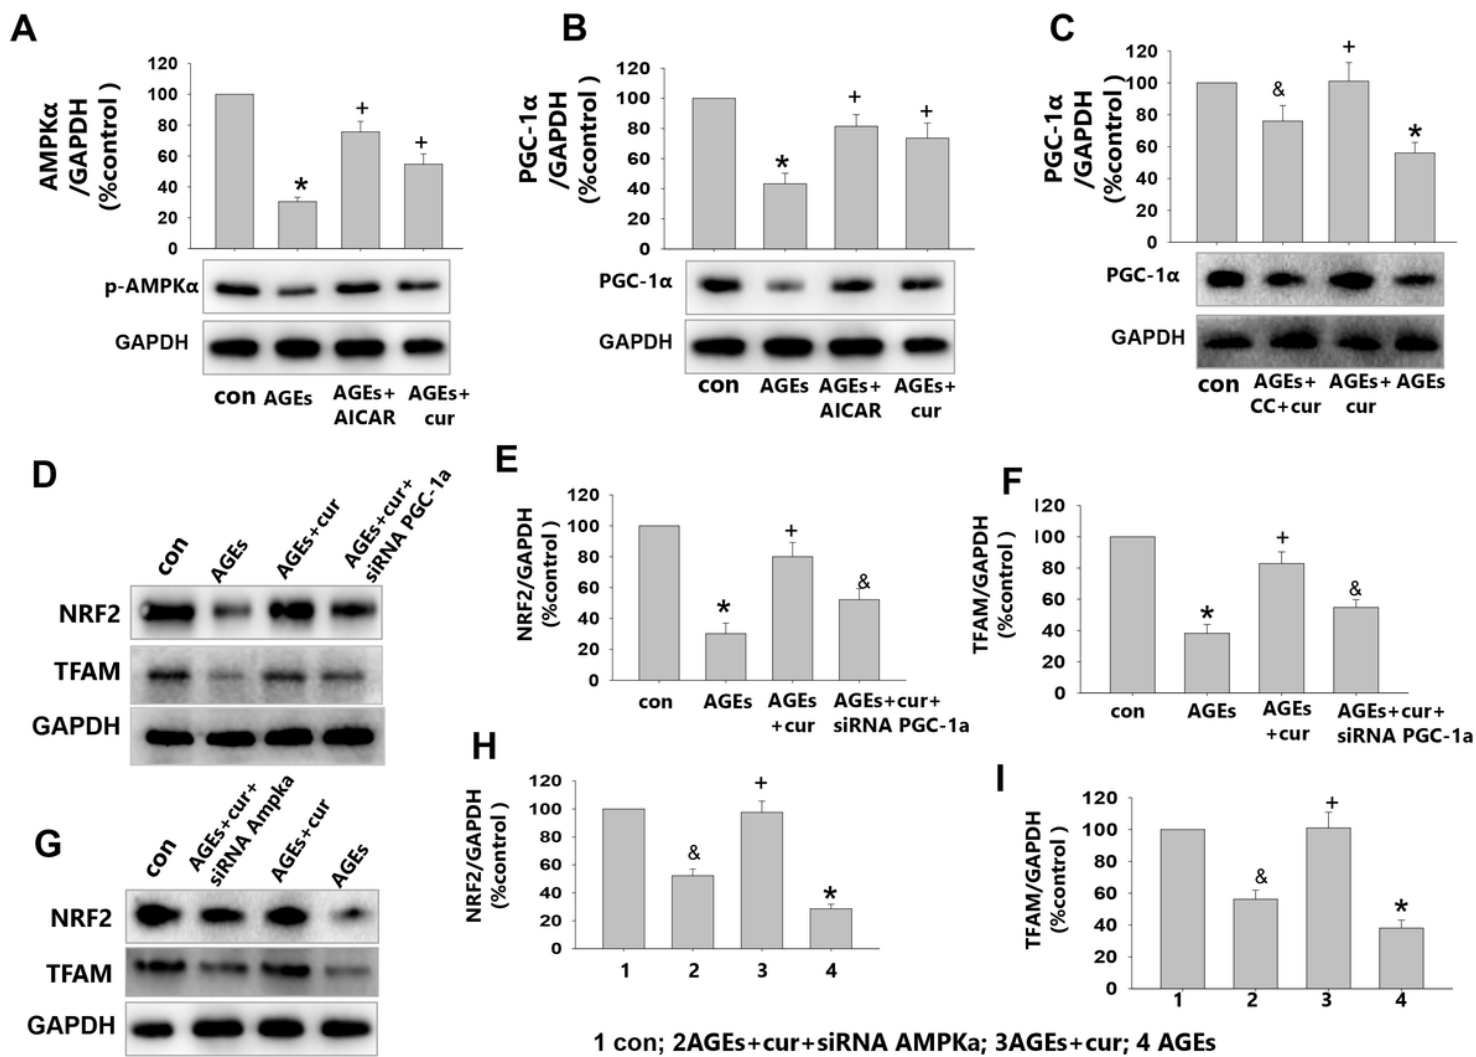 A
AMPKα
/GAPDH
(%control )
120
100
80
60
40
20
0
*
+
+
p-AMPKα
GAPDH
con AGEs AGEs+ AGEs+
AICAR cur
B
PGC-1α
/GAPDH
(%control)
120
100
80
60
40
20
0
*
+
+
PGC-1α
GAPDH
con AGEs AGEs+ AGEs+
AICAR cur
C
PGC-1α
/GAPDH
(%control )
120
100
80
60
40
20
0
&
+
*
PGC-1α
GAPDH
con AGEs+ AGEs+ AGEs
CC+cur cur
D
con
AGEs
AGEs+cur
AGEs+cur+
siRNA PGC-1a
NRF2
TFAM
GAPDH
E
NRF2/GAPDH
(%control )
120
100
80
60
40
20
0
*
+
&
con AGEs AGEs AGEs+cur+
+cur siRNA PGC-1a
F
TFAM/GAPDH
(%control )
120
100
80
60
40
20
0
*
+
&
con AGEs AGEs AGEs+cur+
+cur siRNA PGC-1a
G
con
AGEs+cur+
siRNA Ampka
AGEs+cur
AGEs
NRF2
TFAM
GAPDH
H
NRF2/GAPDH
(%control )
120
100
80
60
40
20
0
&
+
*
1 2 3 4
I
TFAM/GAPDH
(%control )
120
100
80
60
40
20
0
&
+
*
1 2 3 4
1 con; 2AGEs+cur+siRNA AMPKa; 3AGEs+cur; 4 AGEs